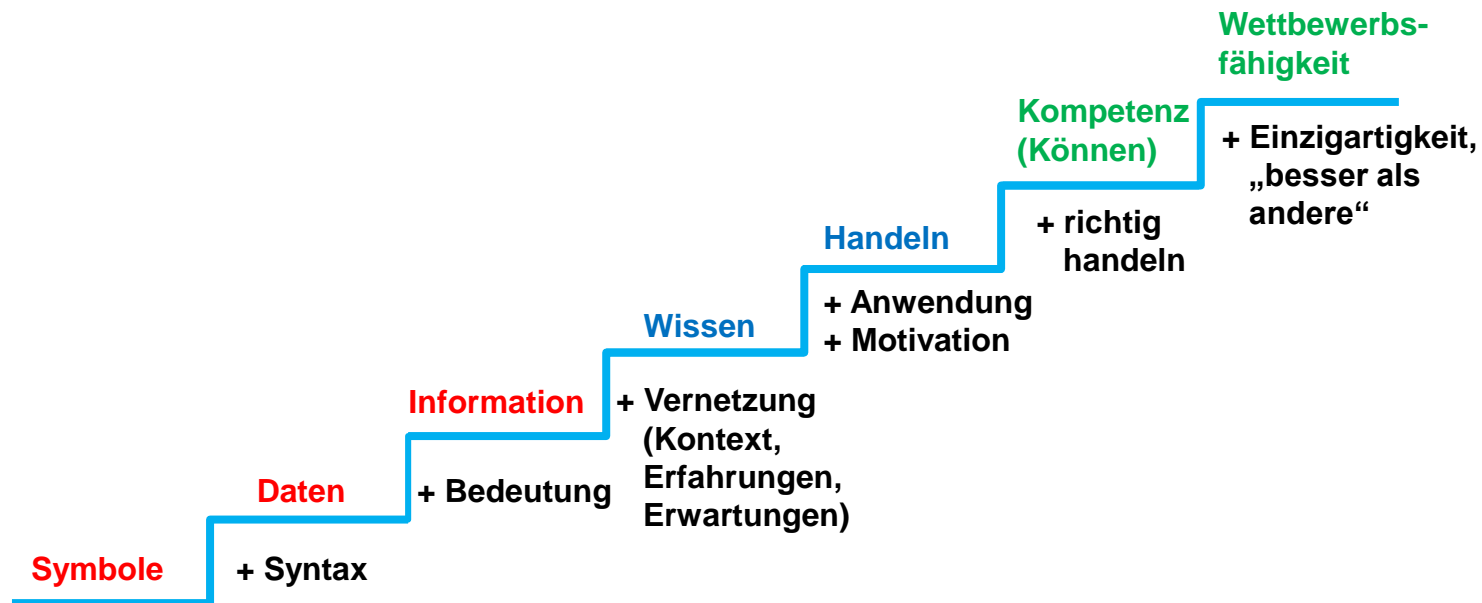 Wettbewerbs-
fähigkeit
Kompetenz
(Können)
+ Einzigartigkeit,
„besser als
andere“
Handeln
+ richtig
handeln
Wissen
+ Anwendung
+ Motivation
Information
+ Vernetzung
(Kontext,
Erfahrungen,
Erwartungen)
Daten
+ Bedeutung
Symbole
+ Syntax